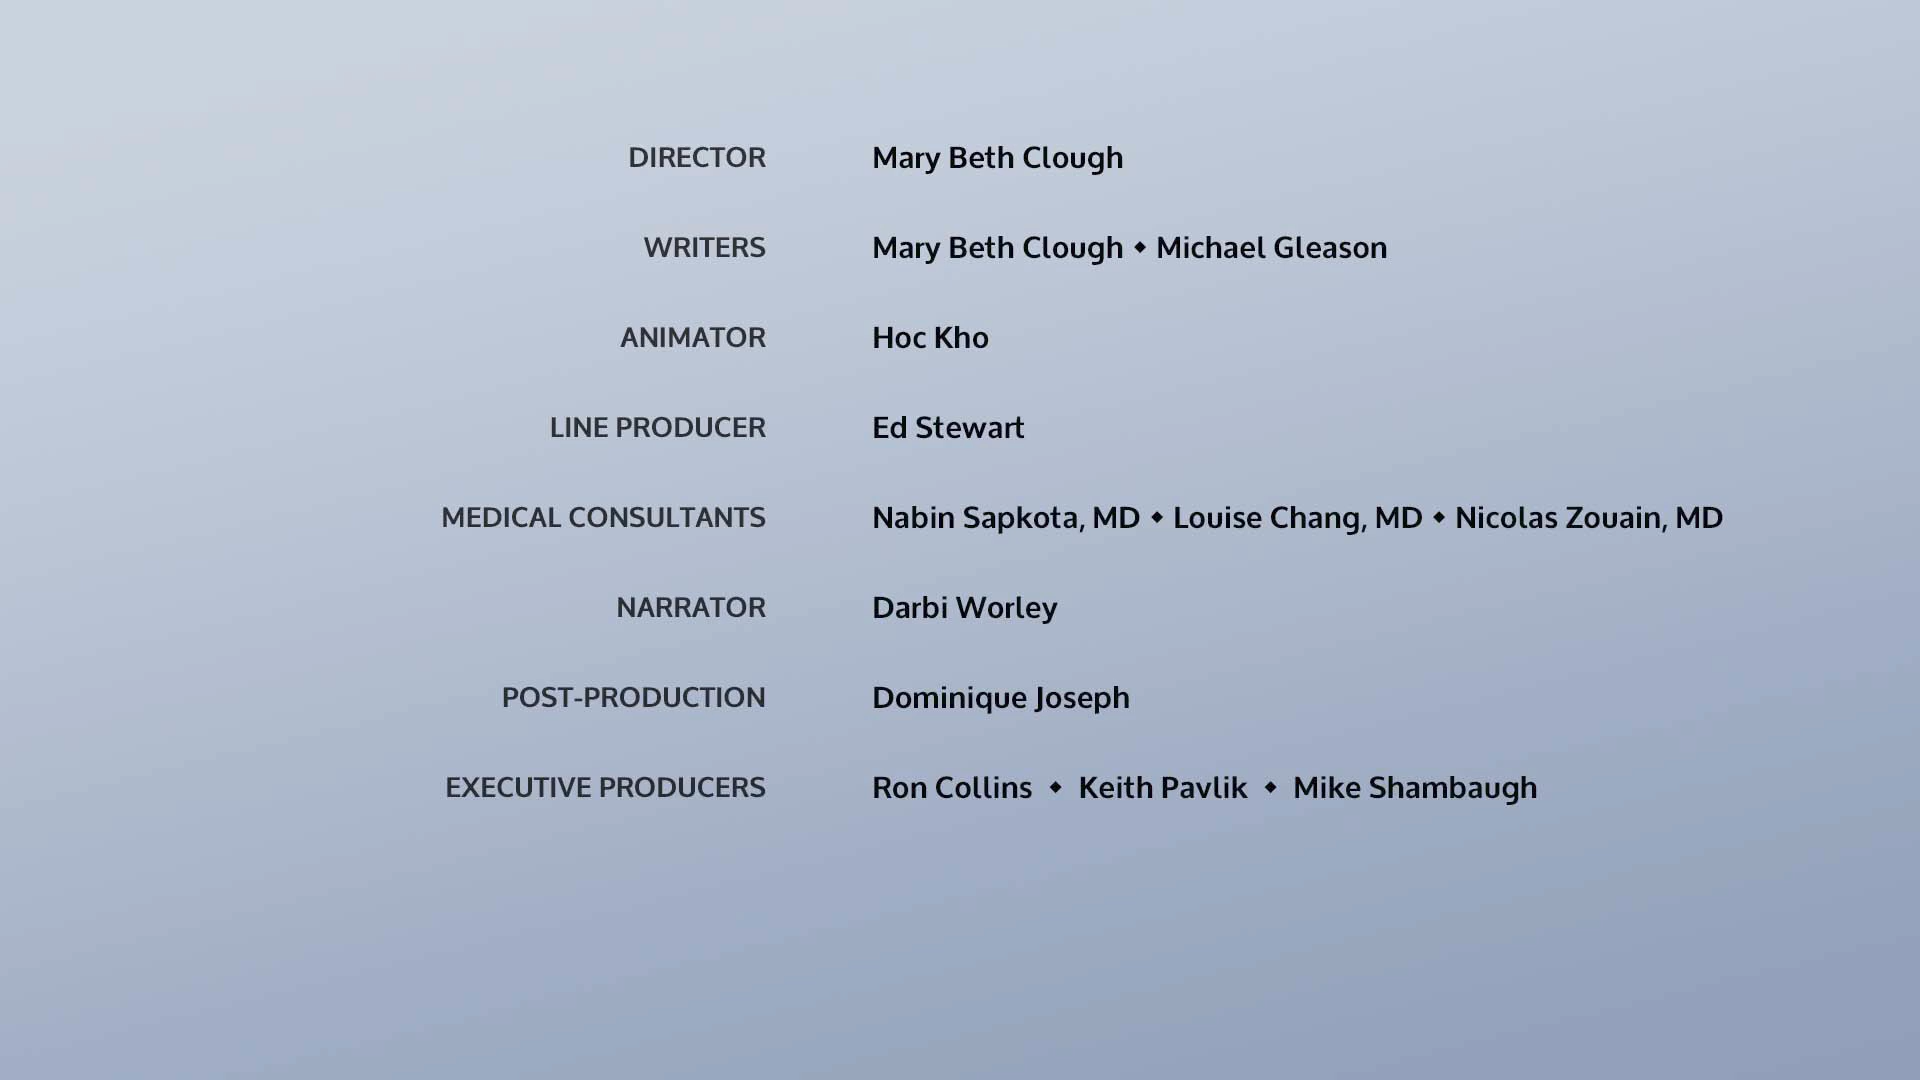 DIRECTOR Mary Beth Clough
WRITERS Mary Beth Clough • Michael Gleason
ANIMATOR Hoc Kho
LINE PRODUCER Ed Stewart
MEDICAL CONSULTANTS Nabin Sapkota, MD • Louise Chang, MD • Nicolas Zouain, MD
NARRATOR Darbi Worley
POST-PRODUCTION Dominique Joseph
EXECUTIVE PRODUCERS Ron Collins • Keith Pavlik • Mike Shambaugh